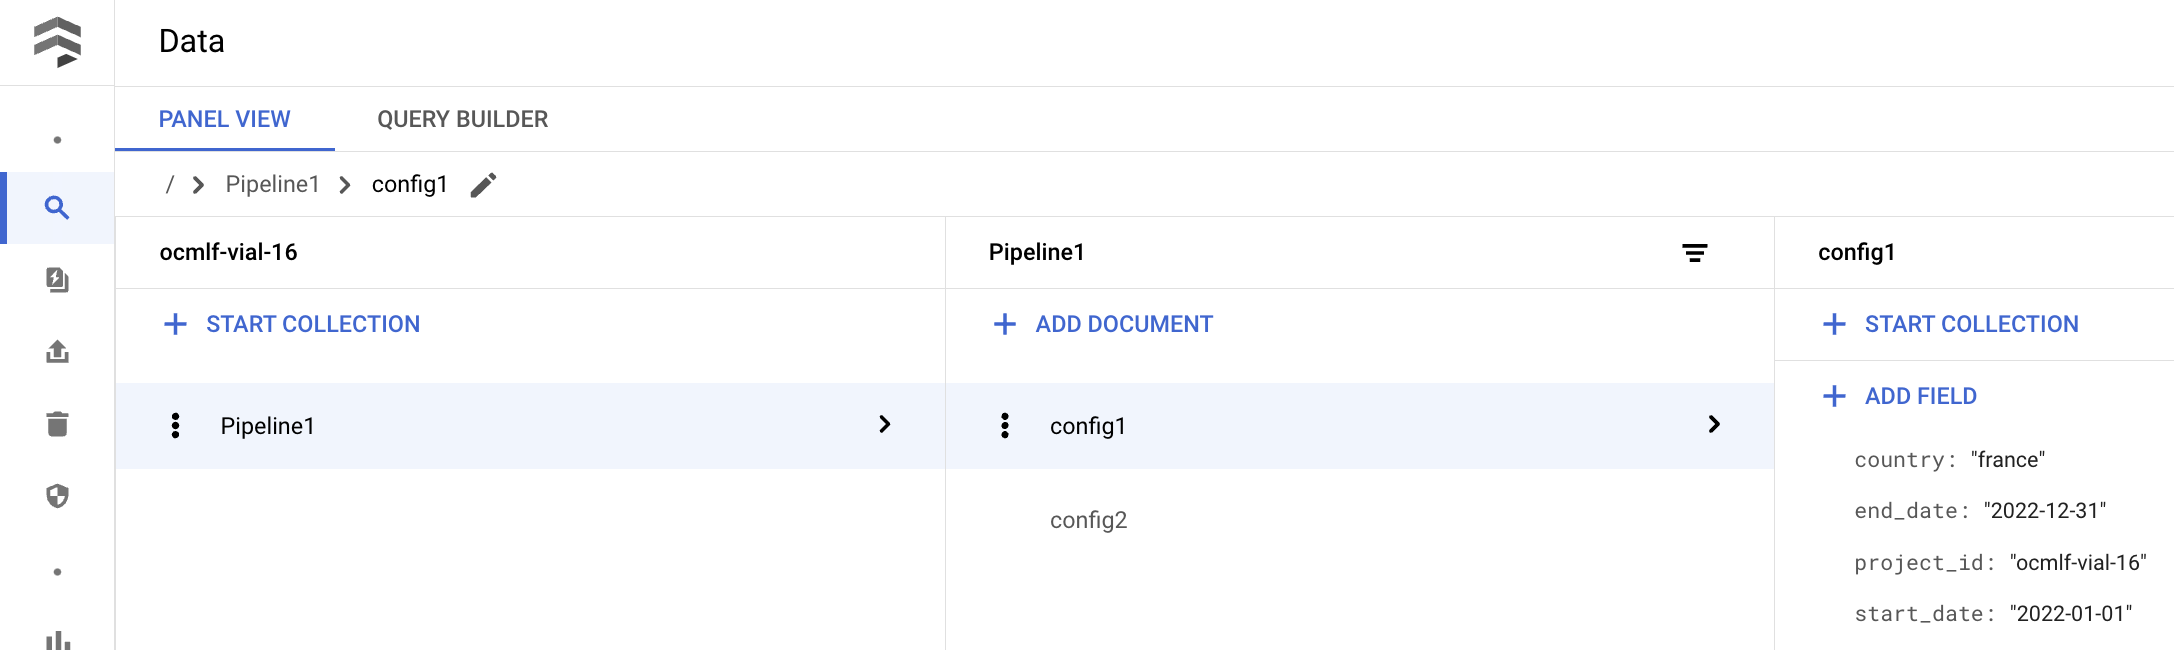 Data
PANEL VIEW QUERY BUILDER
/ Pipeline1 config1
ocmlf-vial-16 Pipeline1 config1
START COLLECTION ADD DOCUMENT START COLLECTION
ADD FIELD
Pipeline1 config1
country: "france"
end_date: "2022-12-31"
config2
project_id: "ocmlf-vial-16"
start_date: "2022-01-01"